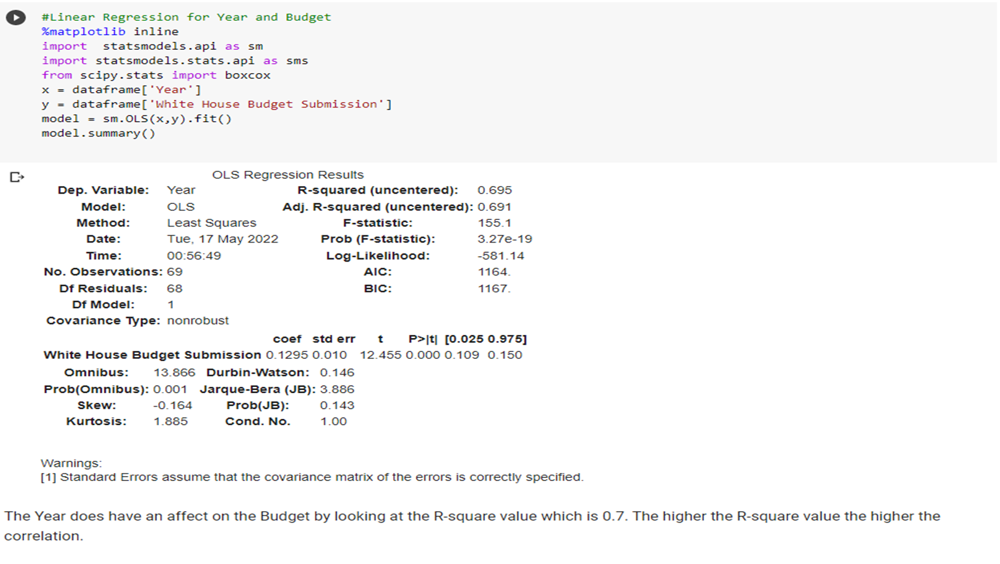 #Linear Regression for Year and Budget
%matplotlib inline
import  statsmodels.api as sm
import statsmodels.stats.api as sms
from scipy.stats import boxcox
x = dataframe['Year']
y = dataframe['White House Budget Submission']
model = sm.OLS(x,y).fit()
model.summary()
OLS Regression Results
Dep. Variable: Year R-squared (uncentered): 0.695
Model: OLS Adj. R-squared (uncentered): 0.691
Method: Least Squares F-statistic: 155.1
Date: Tue, 17 May 2022 Prob (F-statistic): 3.27e-19
Time: 00:56:49 Log-Likelihood: -581.14
No. Observations: 69 AIC: 1164.
Df Residuals: 68 BIC: 1167.
Df Model: 1
Covariance Type: nonrobust
coef std err t P>|t| [0.025 0.975]
White House Budget Submission 0.1295 0.010 12.455 0.000 0.109 0.150
Omnibus: 13.866 Durbin-Watson: 0.146
Prob(Omnibus): 0.001 Jarque-Bera (JB): 3.886
Skew: -0.164 Prob(JB): 0.143
Kurtosis: 1.885 Cond. No. 1.00
Warnings:
[1] Standard Errors assume that the covariance matrix of the errors is correctly specified.
The Year does have an affect on the Budget by looking at the R-square value which is 0.7. The higher the R-square value the higher the
correlation.